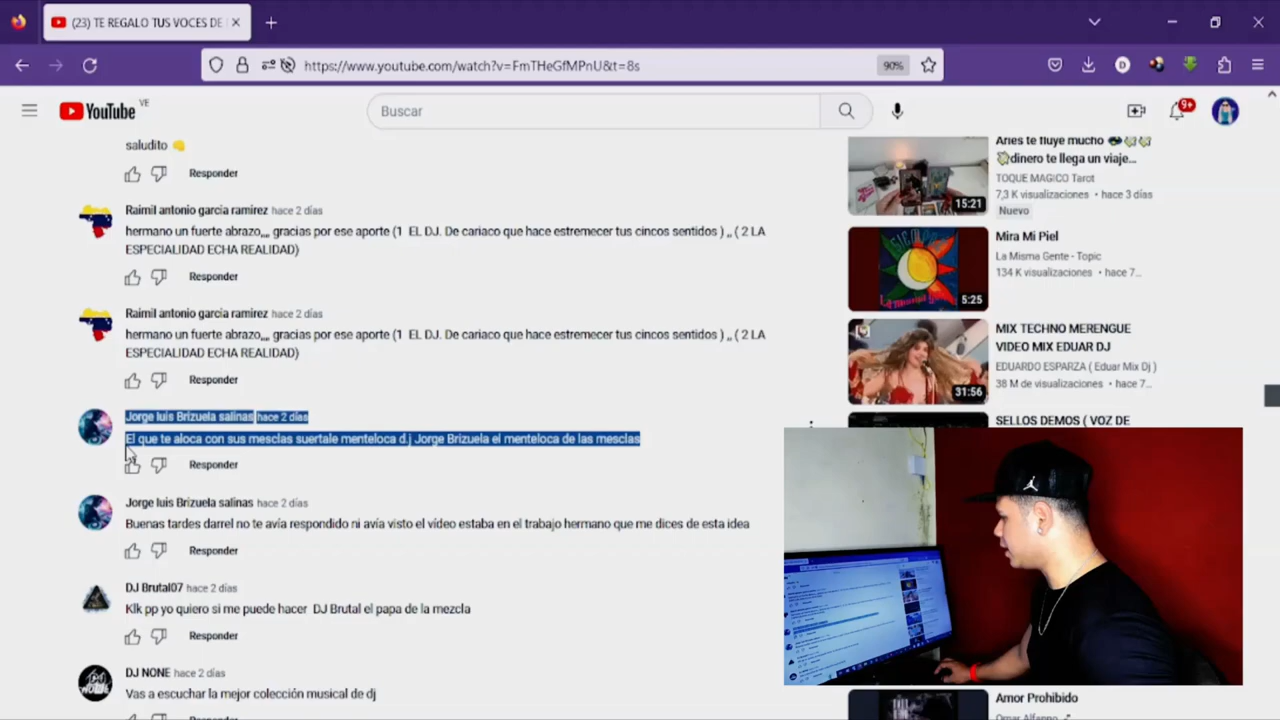 (23) TE REGALO TUS VOCES DE
https://www.youtube.com/watch?v=FmTHeGfMPnU&t=8s
90%
YouTube VE
Buscar
9+
saludito
Responder
Raimil antonio garcia ramirez hace 2 días
hermano un fuerte abrazo,,,, gracias por ese aporte (1 EL DJ. De cariaco que hace estremecer tus cincos sentidos ) ,, ( 2 LA
ESPECIALIDAD ECHA REALIDAD)
Responder
Raimil antonio garcia ramirez hace 2 días
hermano un fuerte abrazo,,,, gracias por ese aporte (1 EL DJ. De cariaco que hace estremecer tus cincos sentidos ) ,, ( 2 LA
ESPECIALIDAD ECHA REALIDAD)
Responder
Jorge luis Brizuela salinas hace 2 días
El que te aloca con sus mesclas suertale menteloca d.j Jorge Brizuela el menteloca de las mesclas
Responder
Jorge luis Brizuela salinas hace 2 días
Buenas tardes darrel no te avía respondido ni avía visto el vídeo estaba en el trabajo hermano que me dices de esta idea
Responder
DJ Brutal07 hace 2 días
Klk pp yo quiero si me puede hacer DJ Brutal el papa de la mezcla
Responder
DJ NONE hace 2 días
Vas a escuchar la mejor colección musical de dj
Aries te fluye mucho
dinero te llega un viaje...
TOQUE MAGICO Tarot
7,3 K visualizaciones • hace 3 días
Nuevo
15:21
Mira Mi Piel
La Misma Gente - Topic
134 K visualizaciones • hace 7...
5:25
MIX TECHNO MERENGUE
VIDEO MIX EDUAR DJ
EDUARDO ESPARZA ( Eduar Mix Dj )
38 M de visualizaciones • hace 7...
31:56
SELLOS DEMOS ( VOZ DE
Amor Prohibido
Omar Alfanno